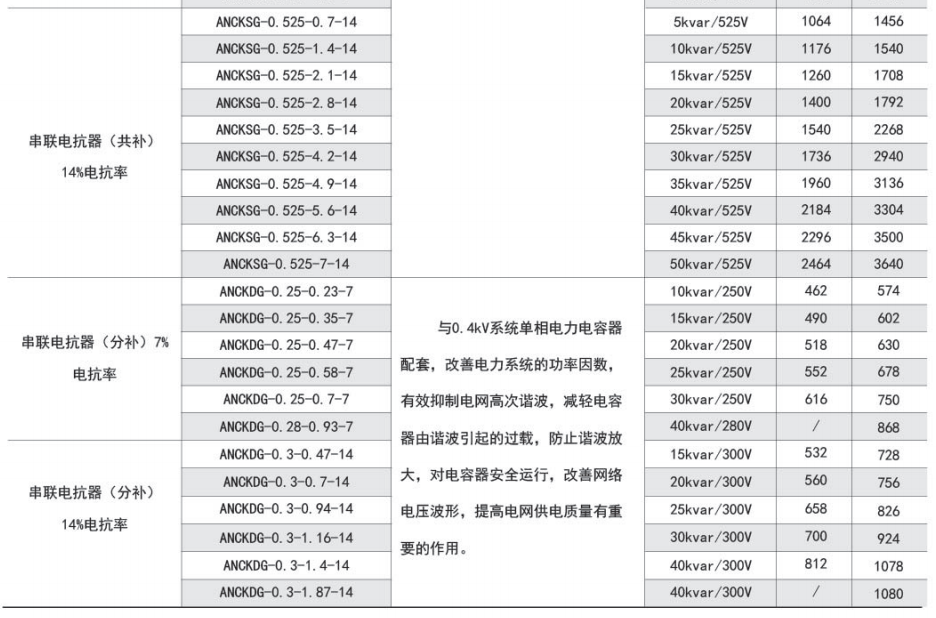 ANCKSG-0.525-0.7-14 5kvar/525V 1064 1456
ANCKSG-0.525-1.4-14 10kvar/525V 1176 1540
ANCKSG-0.525-2.1-14 15kvar/525V 1260 1708
ANCKSG-0.525-2.8-14 20kvar/525V 1400 1792
ANCKSG-0.525-3.5-14 25kvar/525V 1540 2268
串联电抗器（共补）
14%电抗率
ANCKSG-0.525-4.2-14 30kvar/525V 1736 2940
ANCKSG-0.525-4.9-14 35kvar/525V 1960 3136
ANCKSG-0.525-5.6-14 40kvar/525V 2184 3304
ANCKSG-0.525-6.3-14 45kvar/525V 2296 3500
ANCKSG-0.525-7-14 50kvar/525V 2464 3640
串联电抗器（分补）7%
电抗率
ANCKDG-0.25-0.23-7 10kvar/250V 462 574
ANCKDG-0.25-0.35-7 15kvar/250V 490 602
ANCKDG-0.25-0.47-7 20kvar/250V 518 630
ANCKDG-0.25-0.58-7 25kvar/250V 552 678
ANCKDG-0.25-0.7-7 30kvar/250V 616 750
ANCKDG-0.28-0.93-7 40kvar/280V / 868
与0.4kV系统单相电力电容器
配套，改善电力系统的功率因数，
有效抑制电网高次谐波，减轻电容
器由谐波引起的过载，防止谐波放
大，对电容器安全运行，改善网络
电压波形，提高电网供电质量有重
要的作用。
串联电抗器（分补）
14%电抗率
ANCKDG-0.3-0.47-14 15kvar/300V 532 728
ANCKDG-0.3-0.7-14 20kvar/300V 560 756
ANCKDG-0.3-0.94-14 25kvar/300V 658 826
ANCKDG-0.3-1.16-14 30kvar/300V 700 924
ANCKDG-0.3-1.4-14 40kvar/300V 812 1078
ANCKDG-0.3-1.87-14 40kvar/300V / 1080